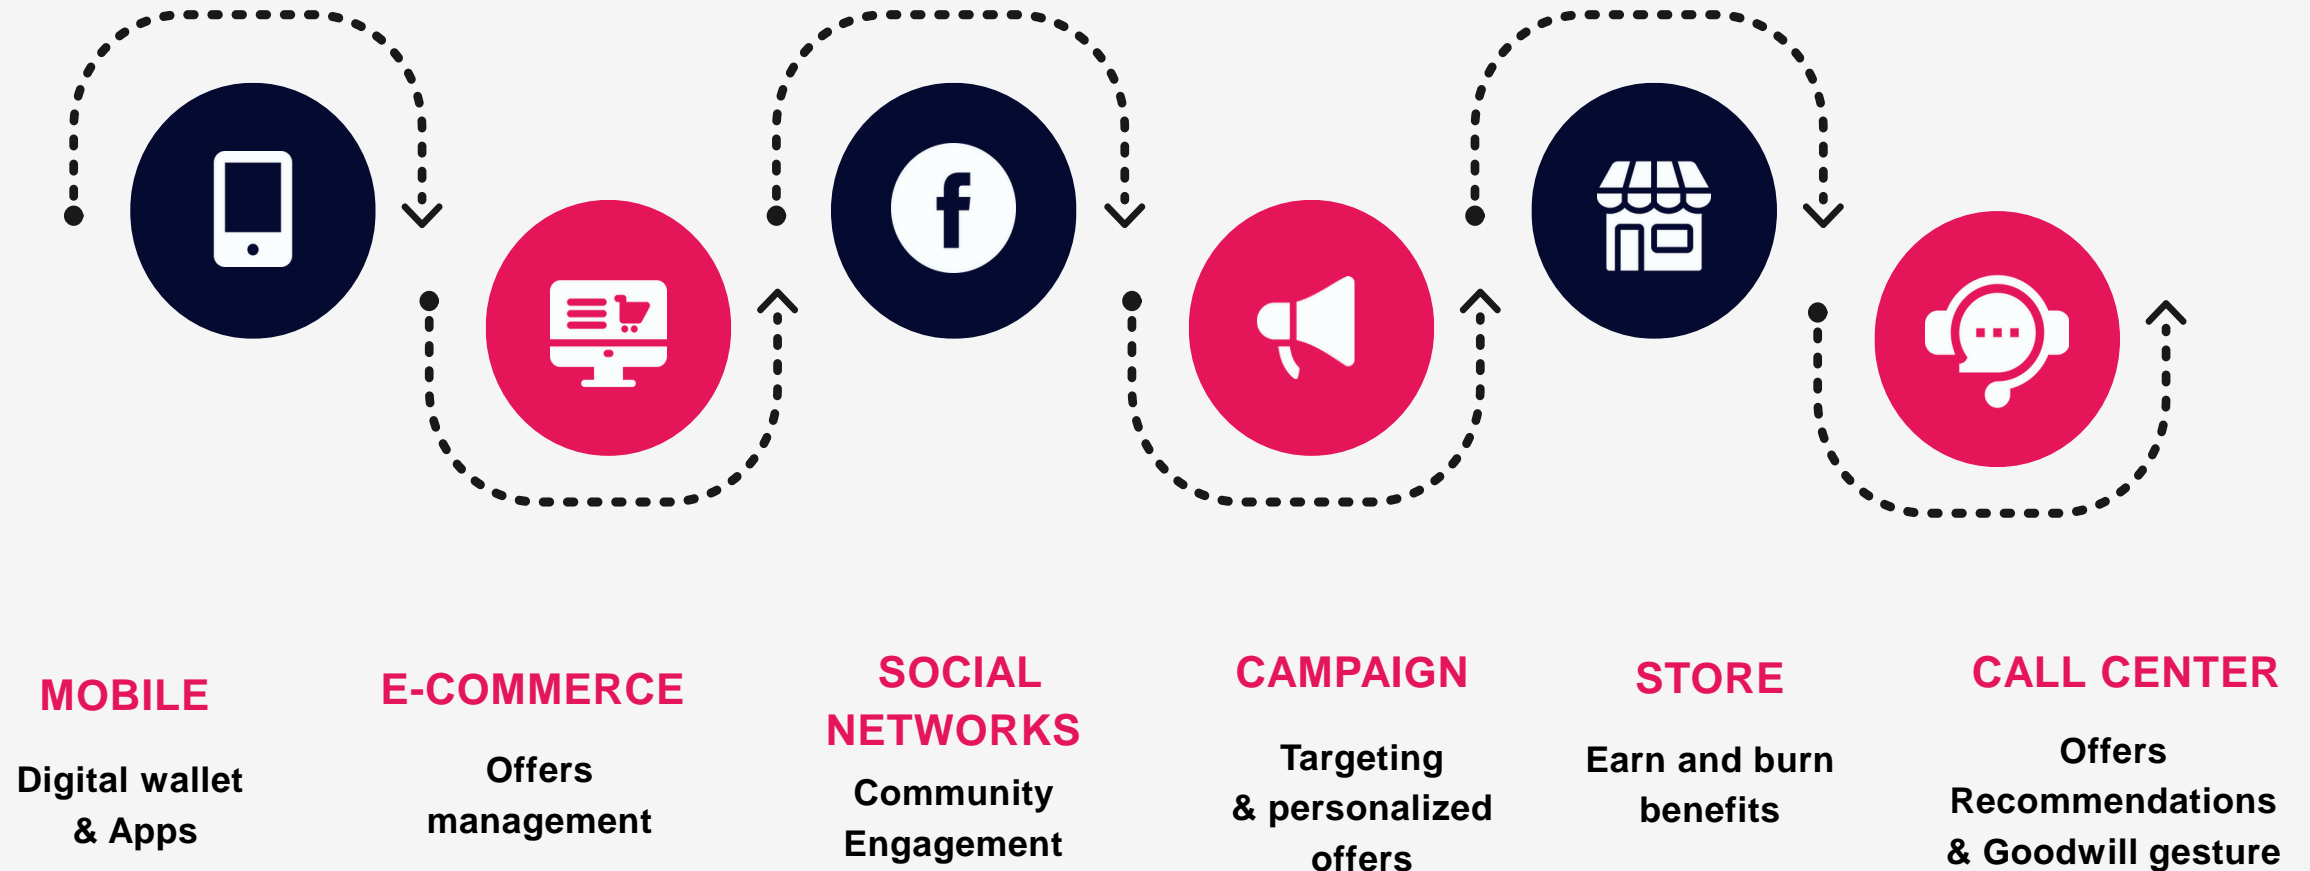 MOBILE
Digital wallet
& Apps
E-COMMERCE
Offers
management
SOCIAL
NETWORKS
Community
Engagement
CAMPAIGN
Targeting
& personalized
offers
STORE
Earn and burn
benefits
CALL CENTER
Offers
Recommendations
& Goodwill gesture